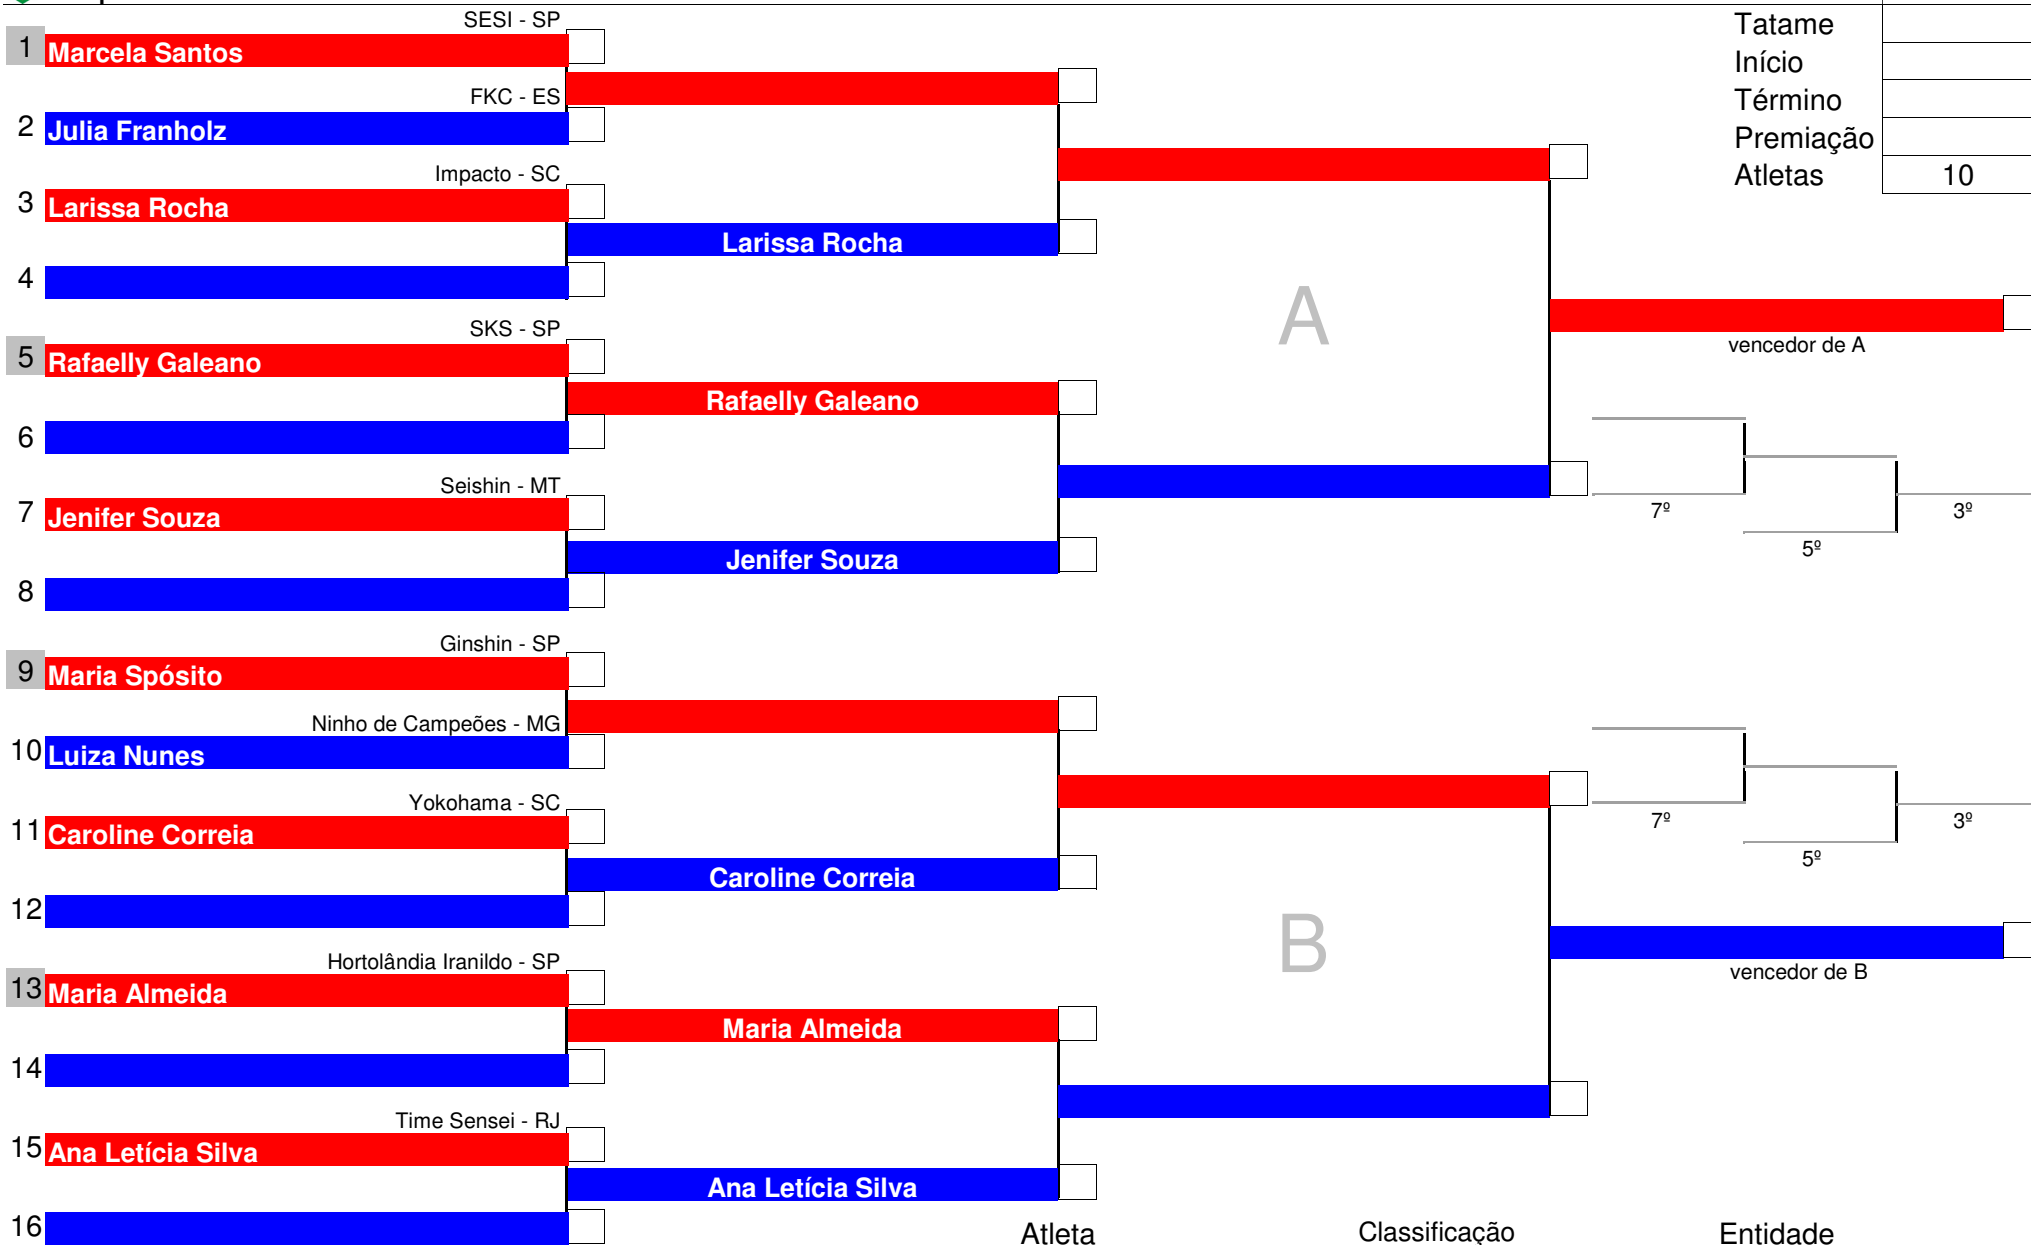 SESI - SP
1 Marcela Santos
FKC - ES
2 Julia Franholz
Impacto - SC
3 Larissa Rocha
Larissa Rocha
4
SKS - SP
5 Rafaelly Galeano
Rafaelly Galeano
6
Seishin - MT
7 Jenifer Souza
Jenifer Souza
8
Ginshin - SP
9 Maria Spósito
Ninho de Campeões - MG
10 Luiza Nunes
Yokohama - SC
11 Caroline Correia
Caroline Correia
12
Hortolândia Iranildo - SP
13 Maria Almeida
Maria Almeida
14
Time Sensei - RJ
15 Ana Letícia Silva
Ana Letícia Silva
16
A
B
Tatame
Início
Término
Premiação
Atletas 10
vencedor de A
7º
3º
5º
7º
3º
5º
vencedor de B
Atleta Classificação Entidade